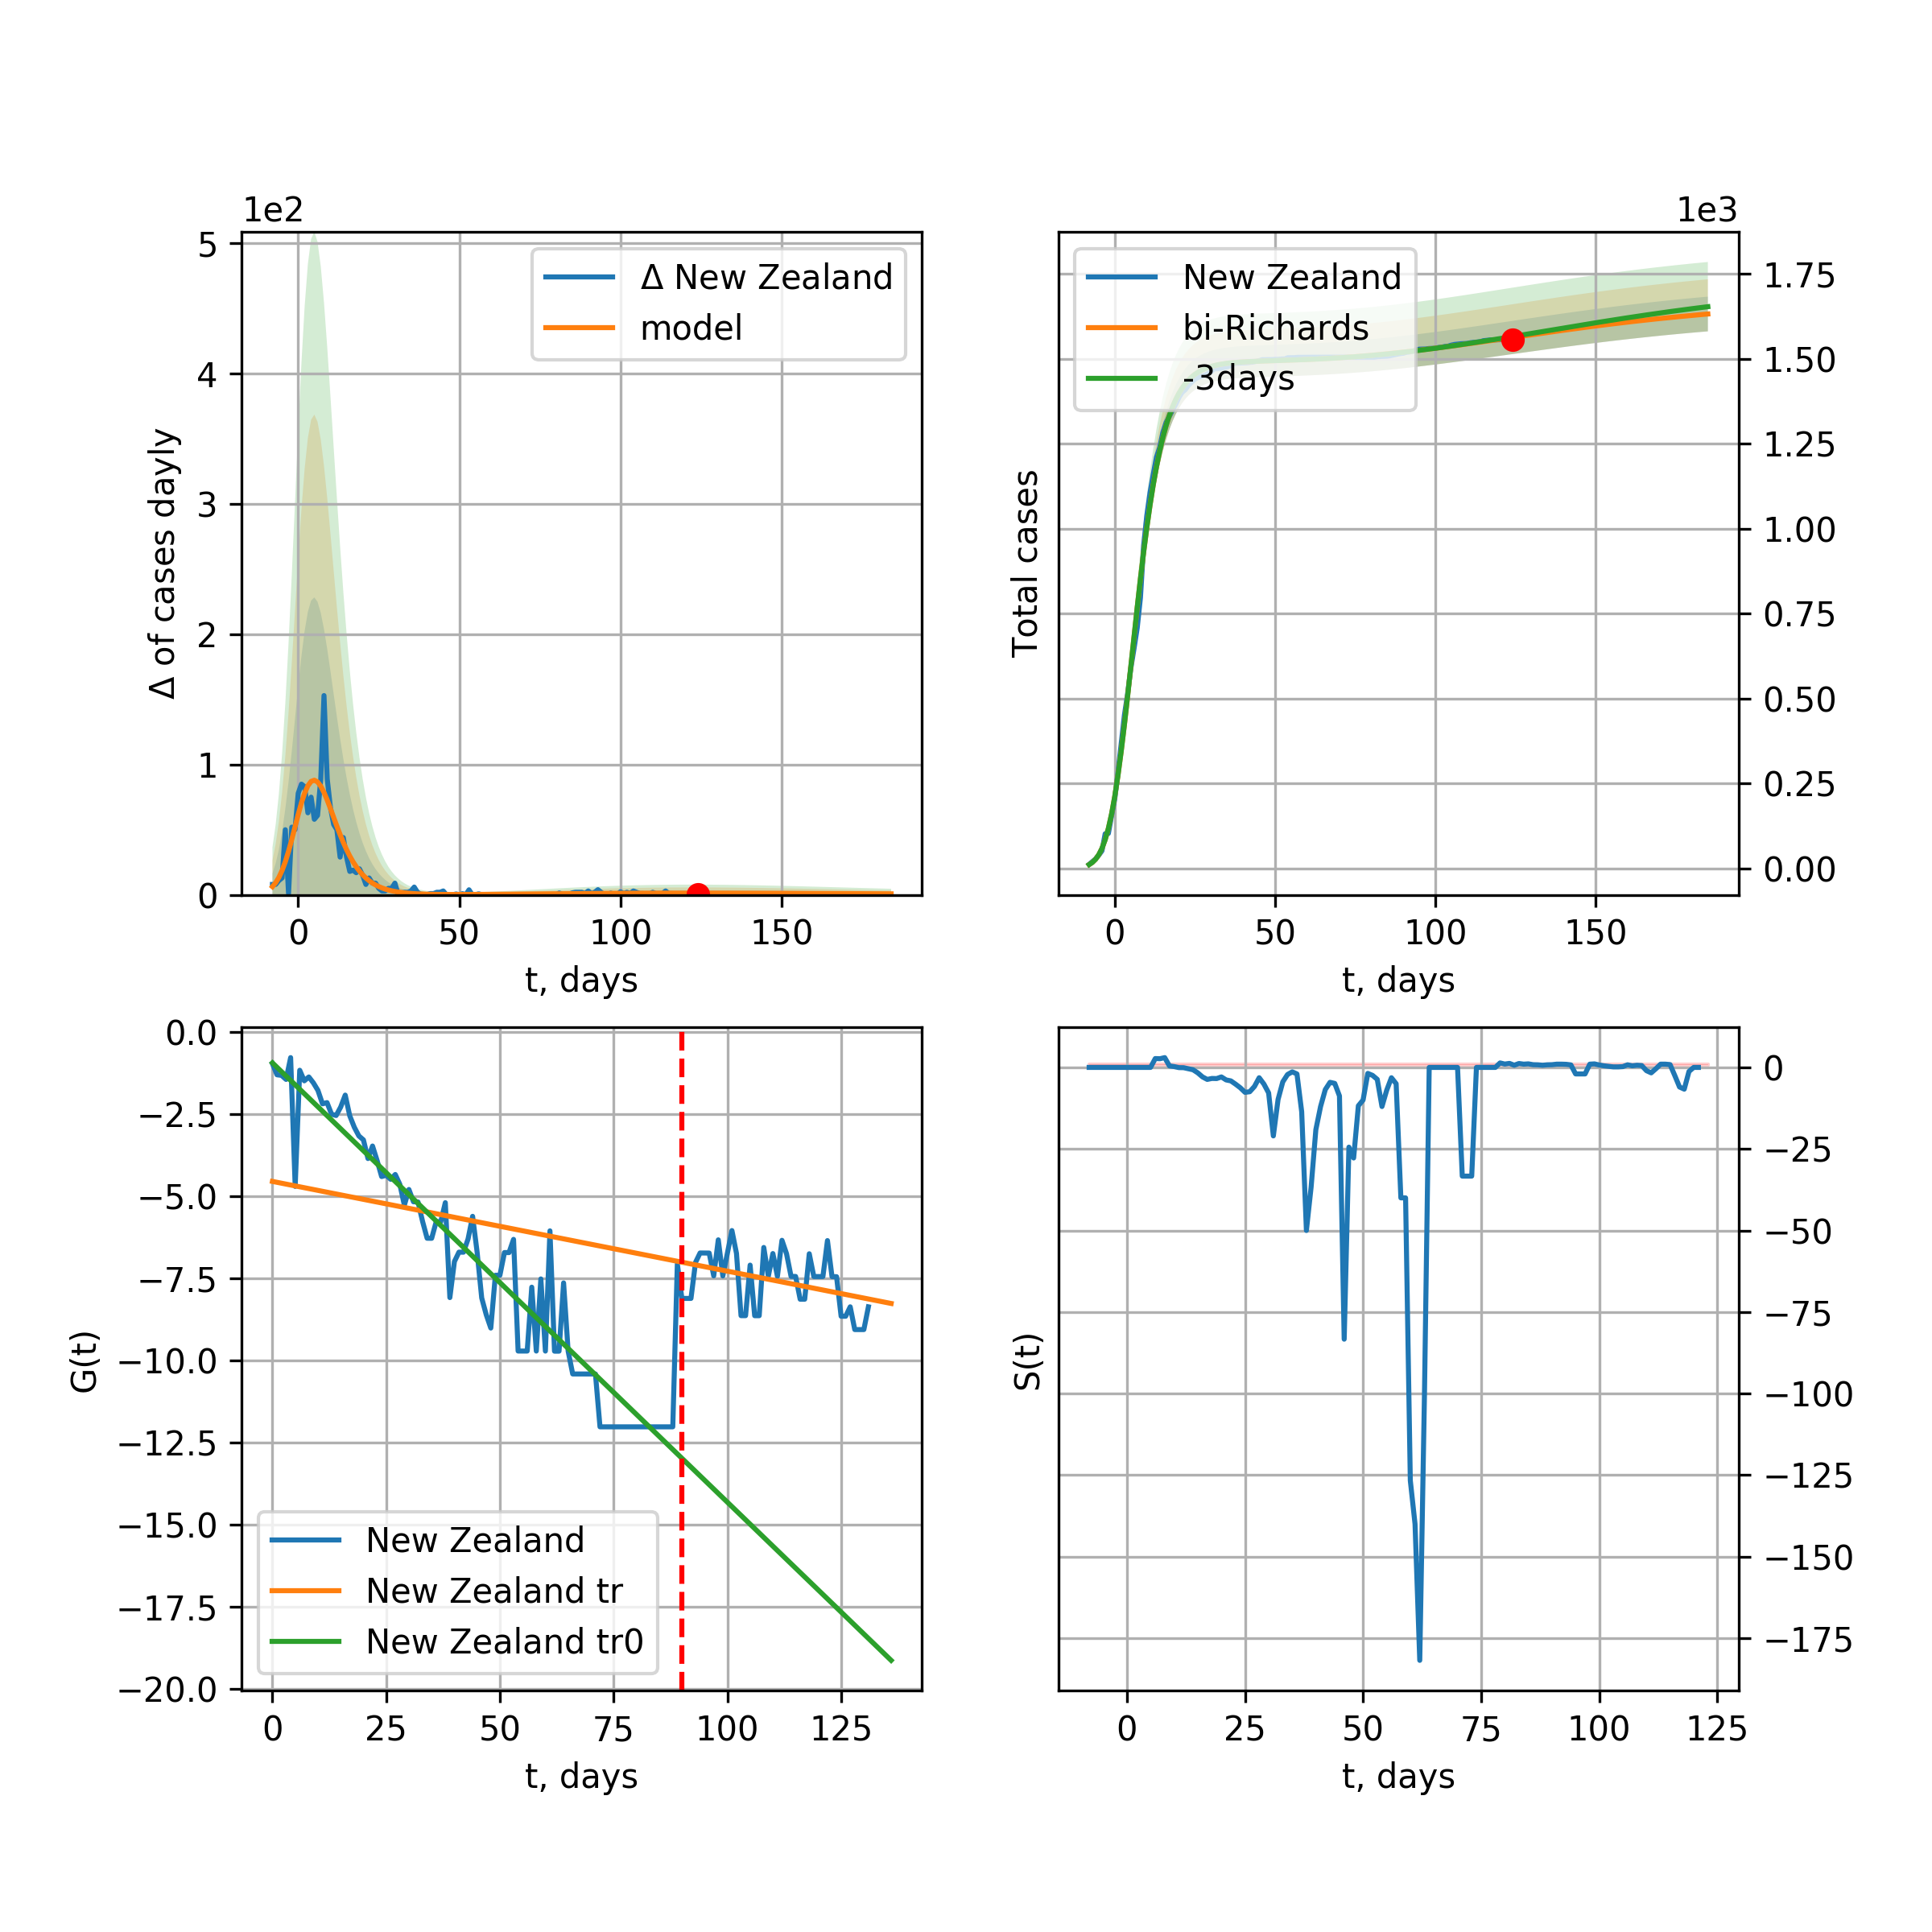 1e2
5
4
3
2
1
0
Δ of cases dayly
Δ New Zealand
model
0 50 100 150
t, days
1e3
1.75
1.50
1.25
1.00
0.75
0.50
0.25
0.00
Total cases
New Zealand
bi-Richards
-3days
0 50 100 150
t, days
0.0
−2.5
−5.0
−7.5
−10.0
−12.5
−15.0
−17.5
−20.0
G(t)
New Zealand
New Zealand tr
New Zealand tr0
0 25 50 75 100 125
t, days
0
−25
−50
−75
−100
−125
−150
−175
S(t)
0 25 50 75 100 125
t, days